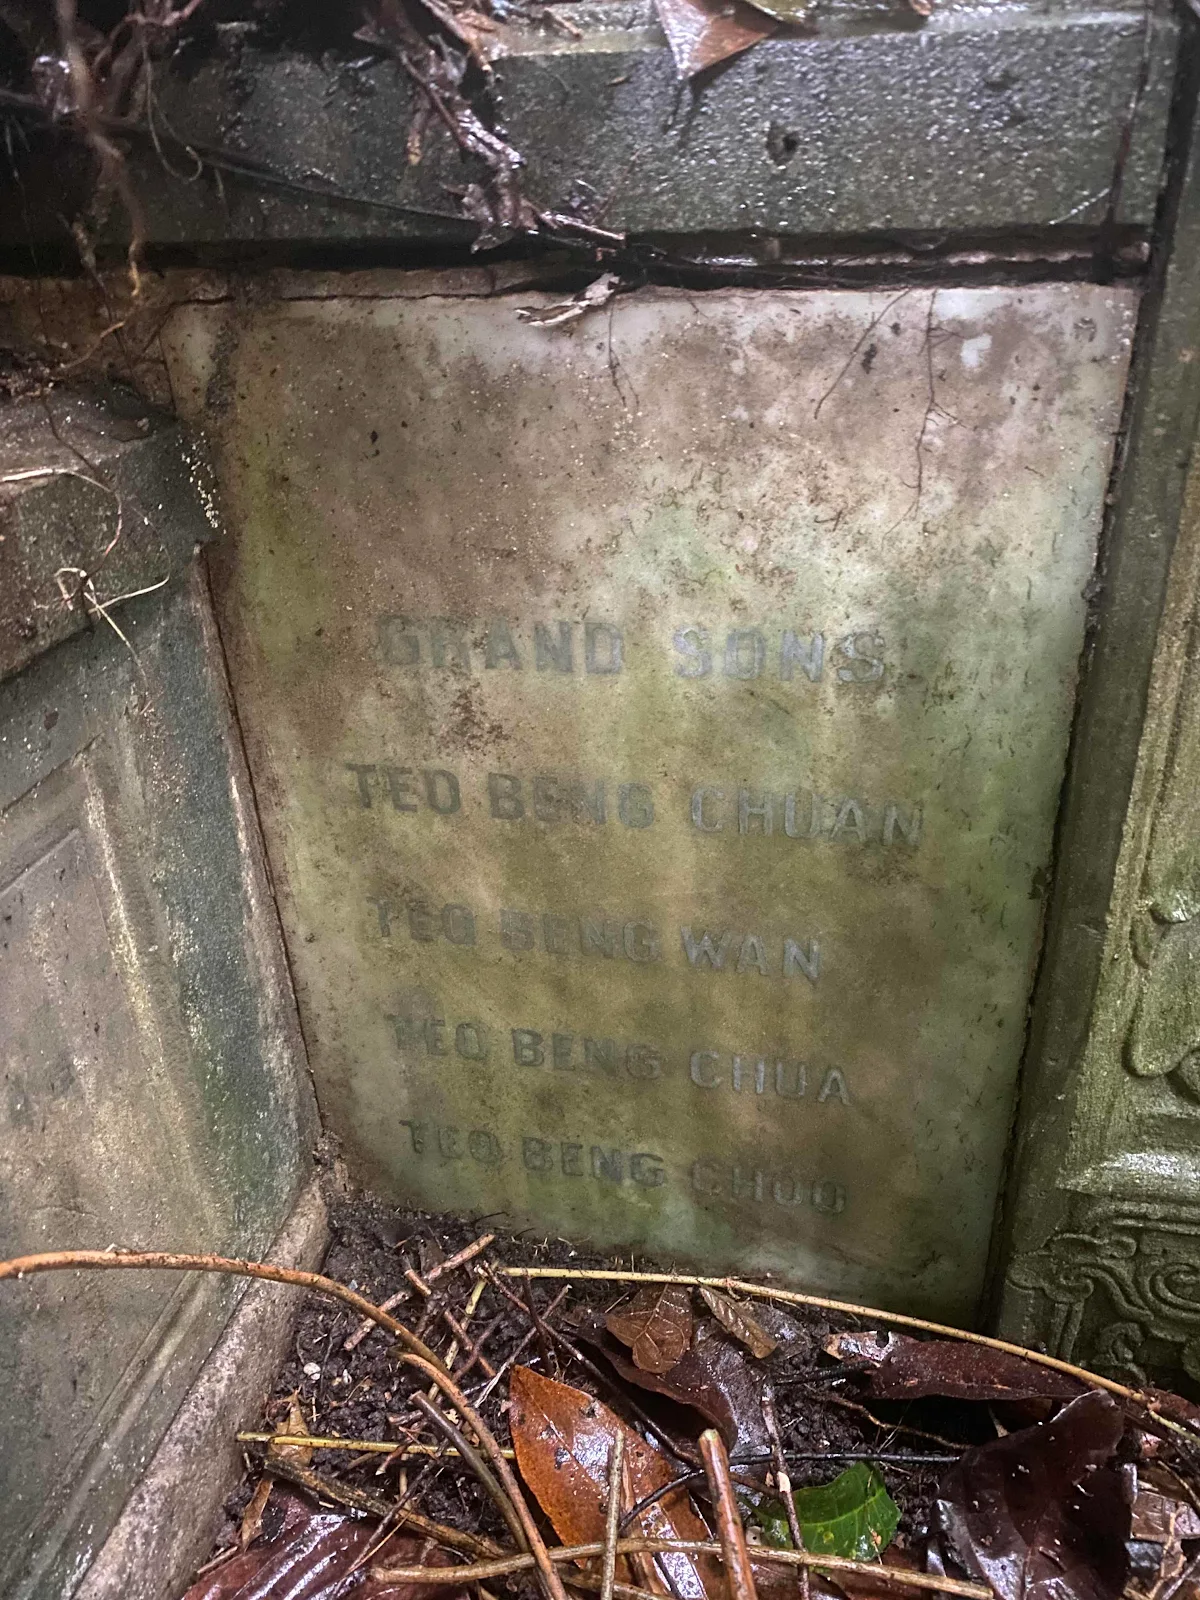 GRAND SONS
TEO BENG CHUAN
TEO BENG WAN
TEO BENG CHUA
TEO BENG CHOO